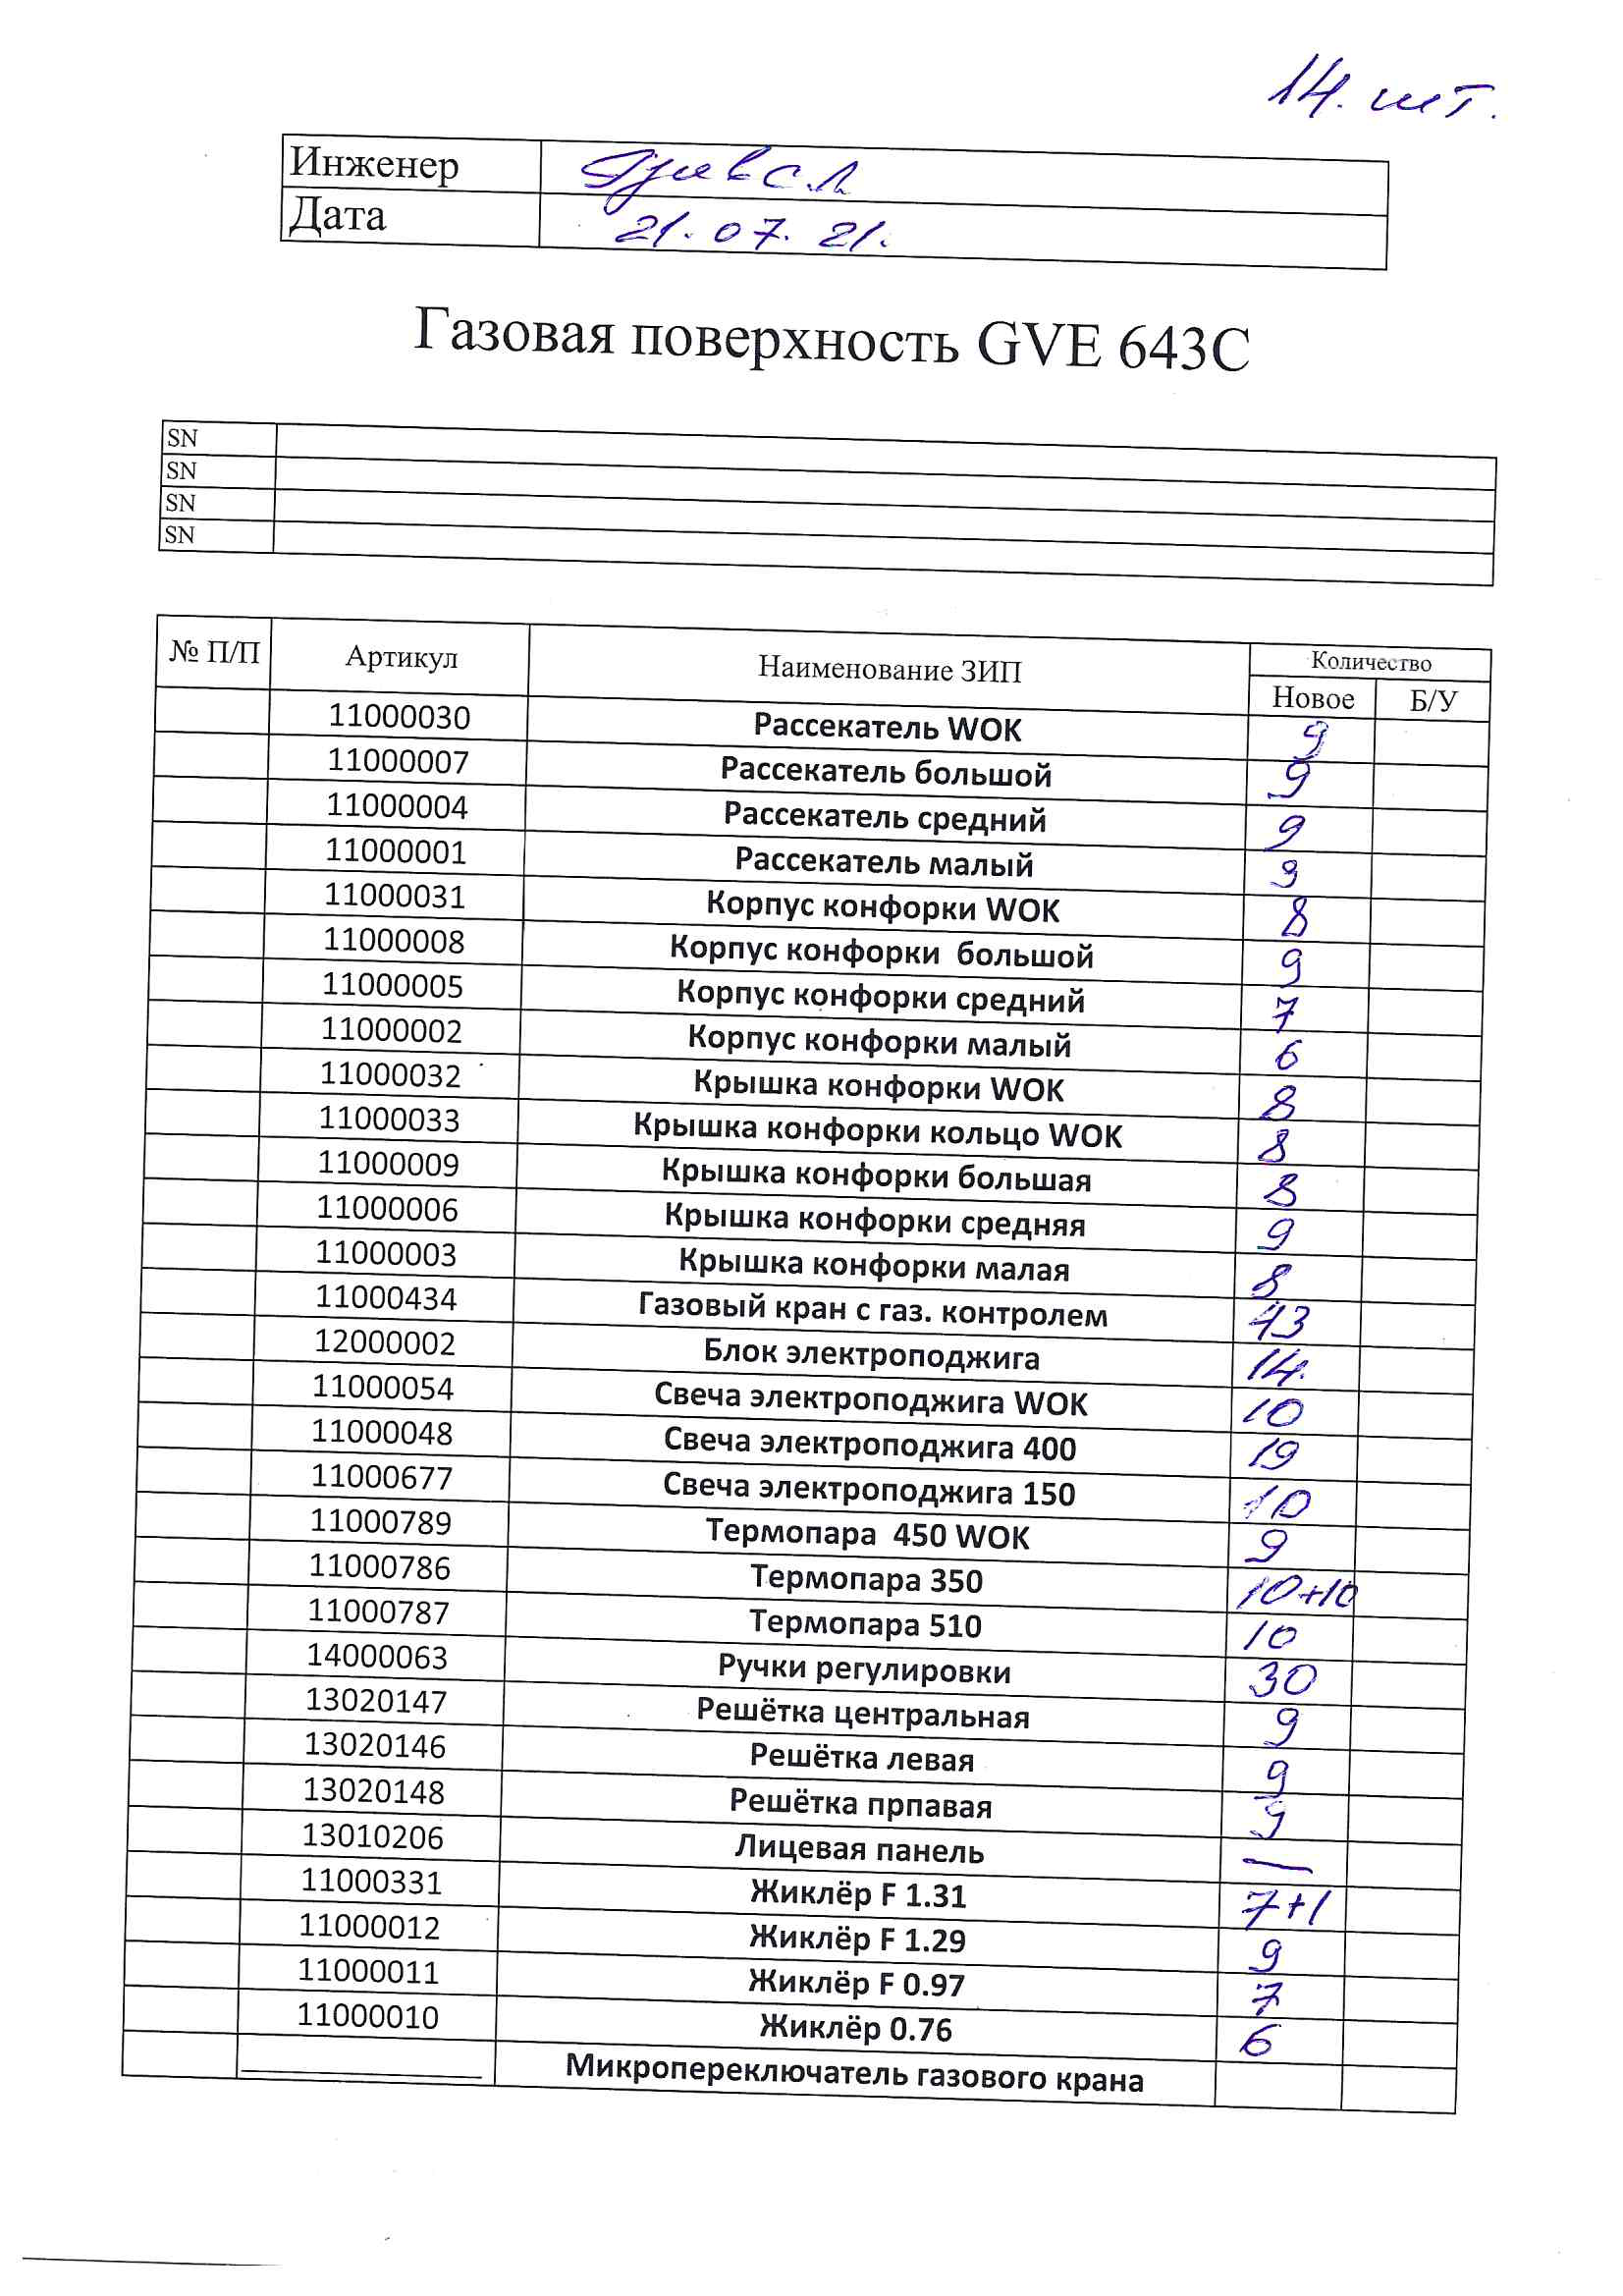 14. шт.
Инженер
Дата 21.07.21.
Газовая поверхность GVE 643C
SN
SN
SN
SN
№ П/П Артикул Наименование ЗИП Количество
Новое Б/У
11000030 Рассекатель WOK 9
11000007 Рассекатель большой 9
11000004 Рассекатель средний 9
11000001 Рассекатель малый 9
11000031 Корпус конфорки WOK 8
11000008 Корпус конфорки большой 9
11000005 Корпус конфорки средний 7
11000002 Корпус конфорки малый 6
11000032 Крышка конфорки WOK 8
11000033 Крышка конфорки кольцо WOK 8
11000009 Крышка конфорки большая 8
11000006 Крышка конфорки средняя 9
11000003 Крышка конфорки малая 8
11000434 Газовый кран с газ. контролем 43
12000002 Блок электроподжига 14.
11000054 Свеча электроподжига WOK 10
11000048 Свеча электроподжига 400 19
11000677 Свеча электроподжига 150 10
11000789 Термопара 450 WOK 9
11000786 Термопара 350 10+10
11000787 Термопара 510 10
14000063 Ручки регулировки 30
13020147 Решётка центральная 9
13020146 Решётка левая 9
13020148 Решётка прпавая 9
13010206 Лицевая панель —
11000331 Жиклёр F 1.31 7+1
11000012 Жиклёр F 1.29 9
11000011 Жиклёр F 0.97 7
11000010 Жиклёр 0.76 6
Микропереключатель газового крана